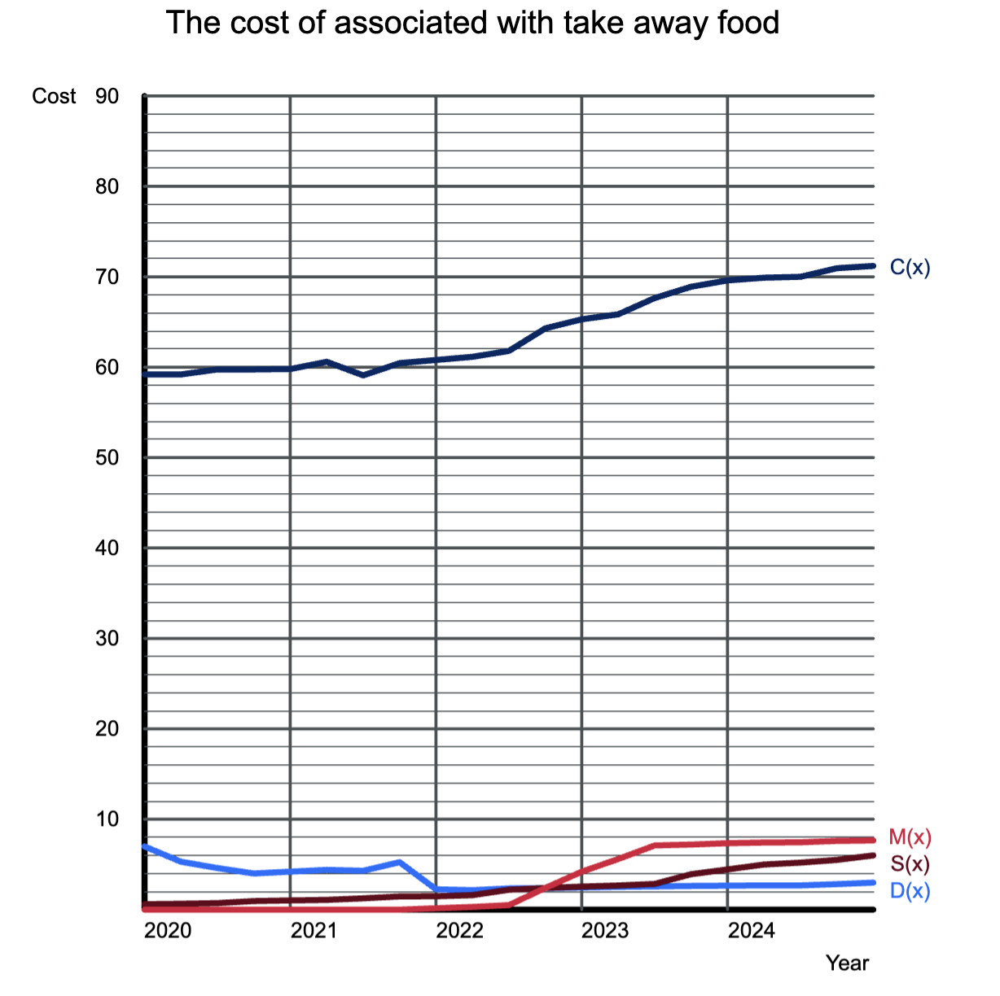 The cost of associated with take away food
Cost
90
80
C(x)
70
60
50
40
30
20
10
M(x)
S(x)
D(x)
2020 2021 2022 2023 2024
Year